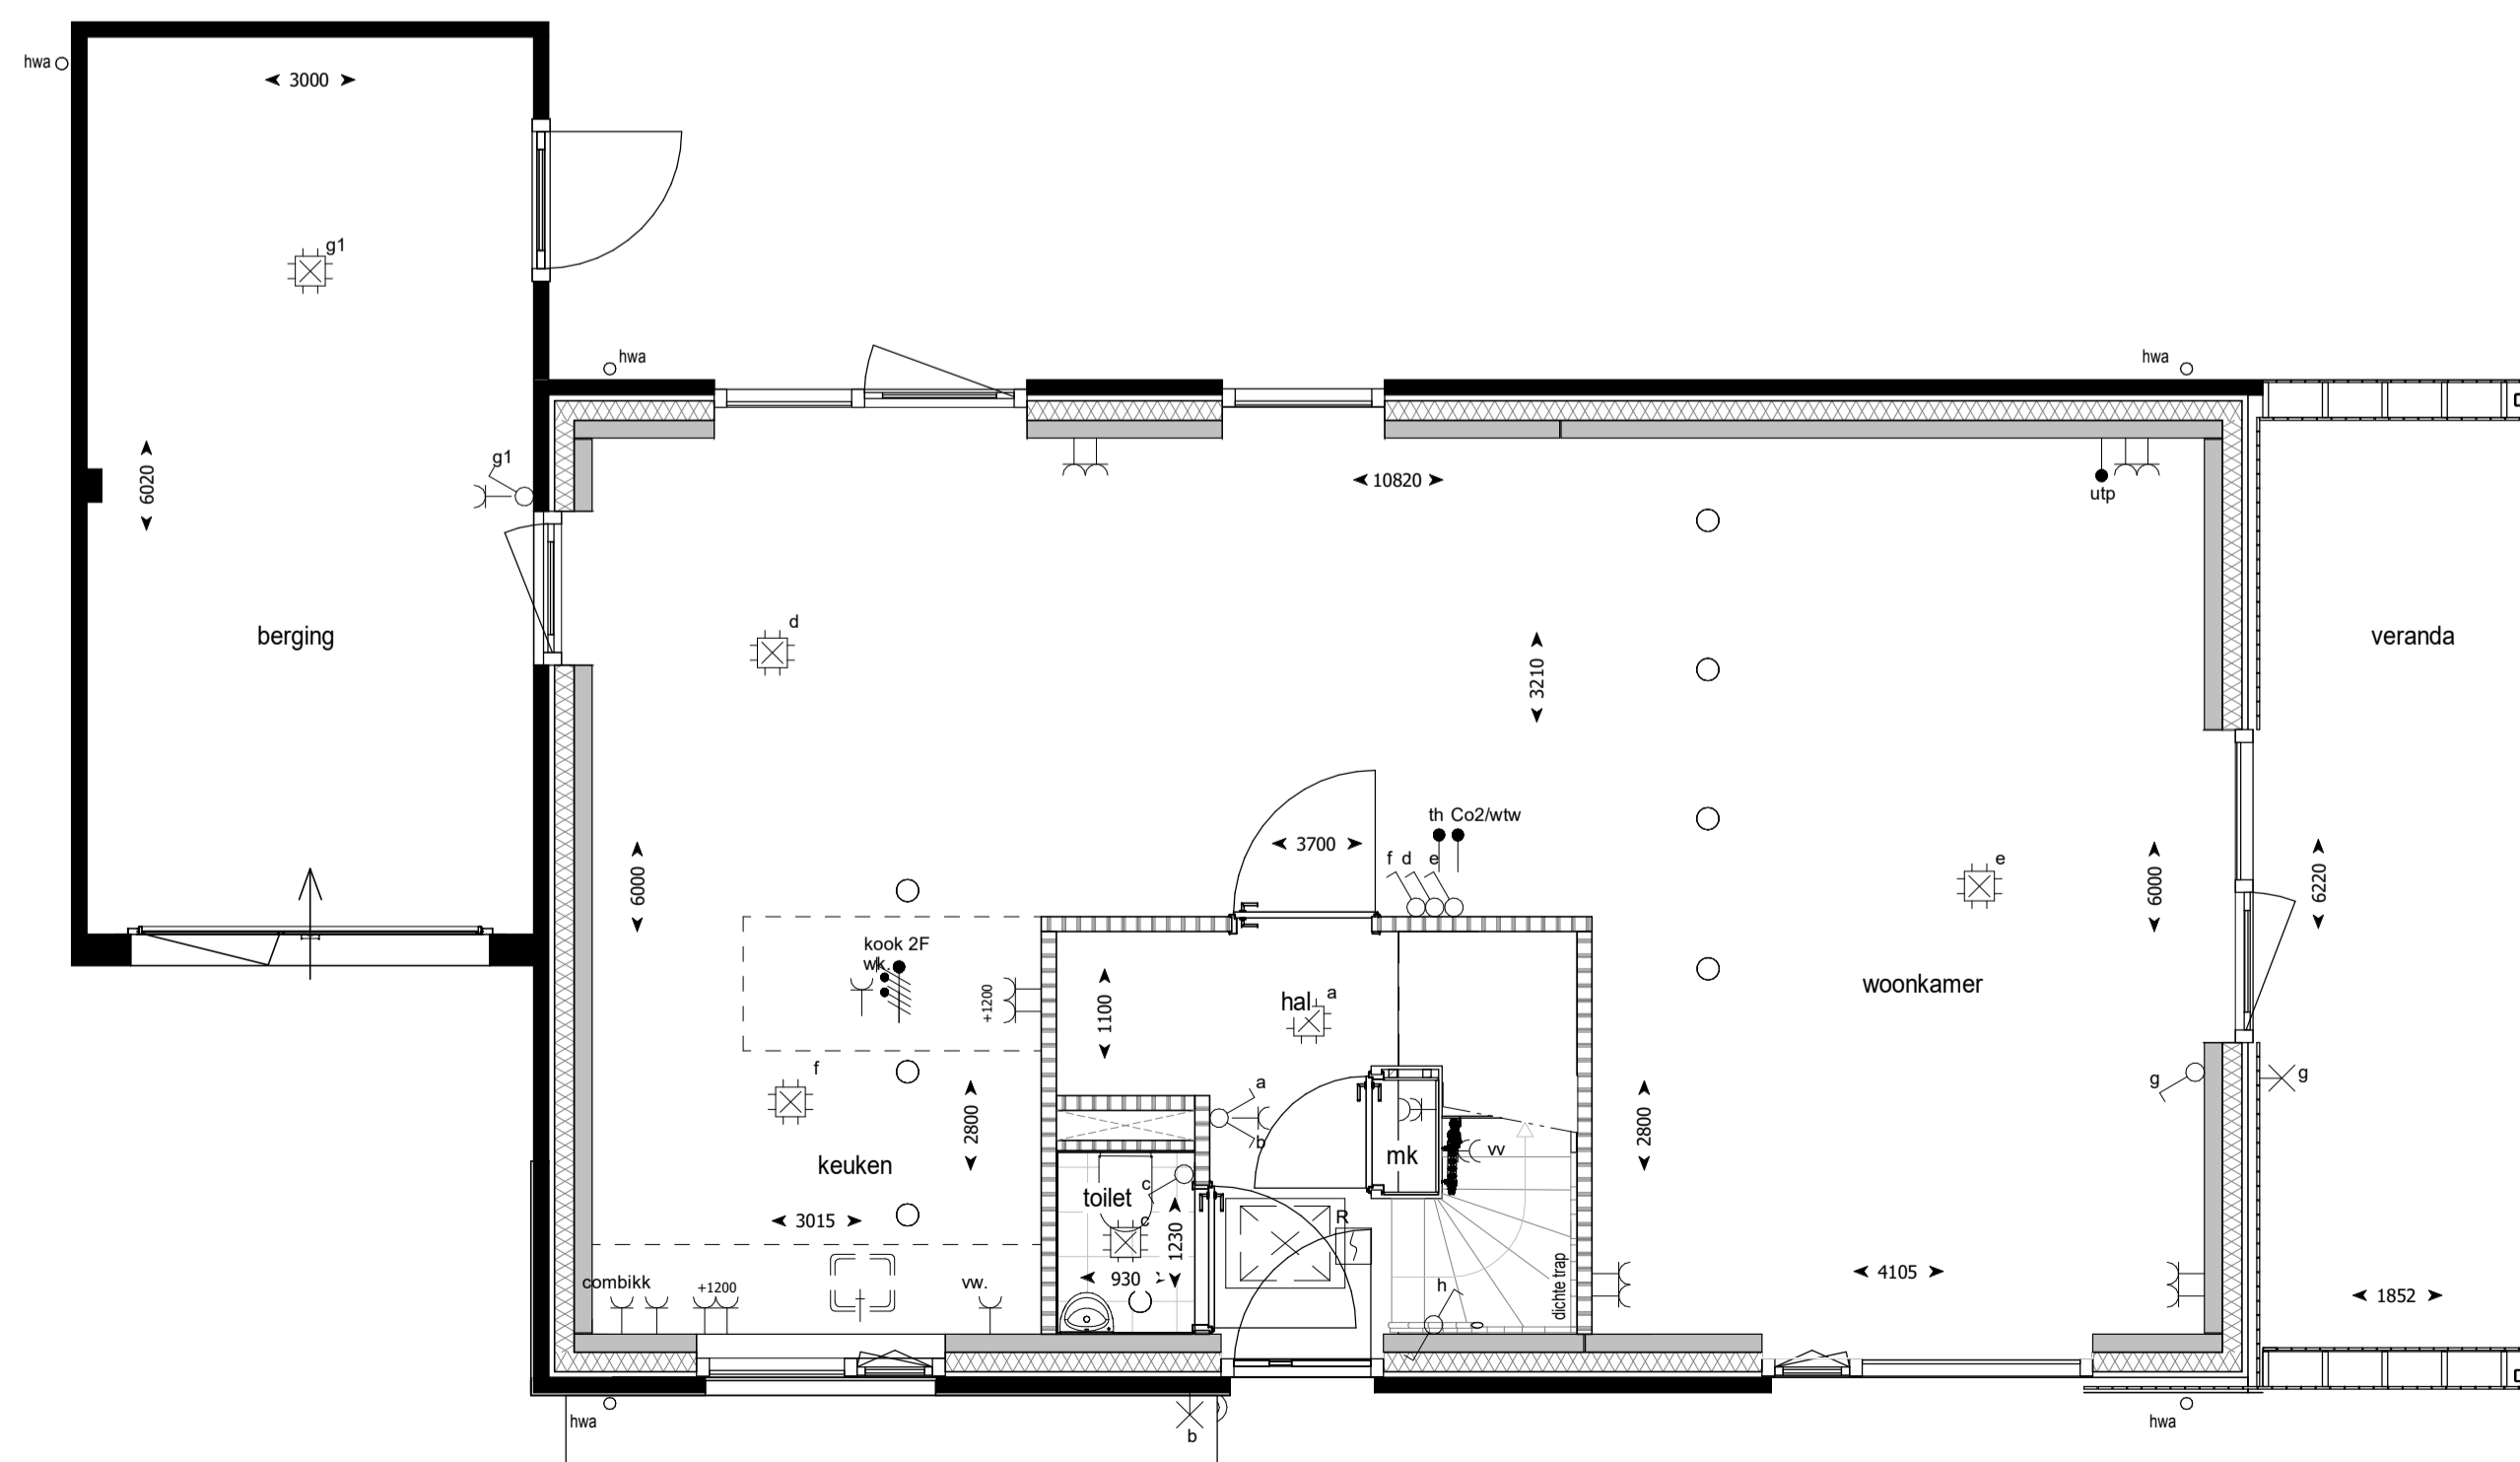 hwa
3000
g1
hwa
hwa
g1
6020
10820
utp
berging
d
3210
veranda
th Co2/wtw
3700
f d e
e
6000
6000
6220
kook 2F
wk.
+1200
1100
hal
a
woonkamer
f
a
b
2800
2800
g
g
keuken
toilet
c
mk
vv
3015
c
1230
R
930
h
dichte trap
4105
1852
combikk
+1200
vw.
hwa
b
hwa